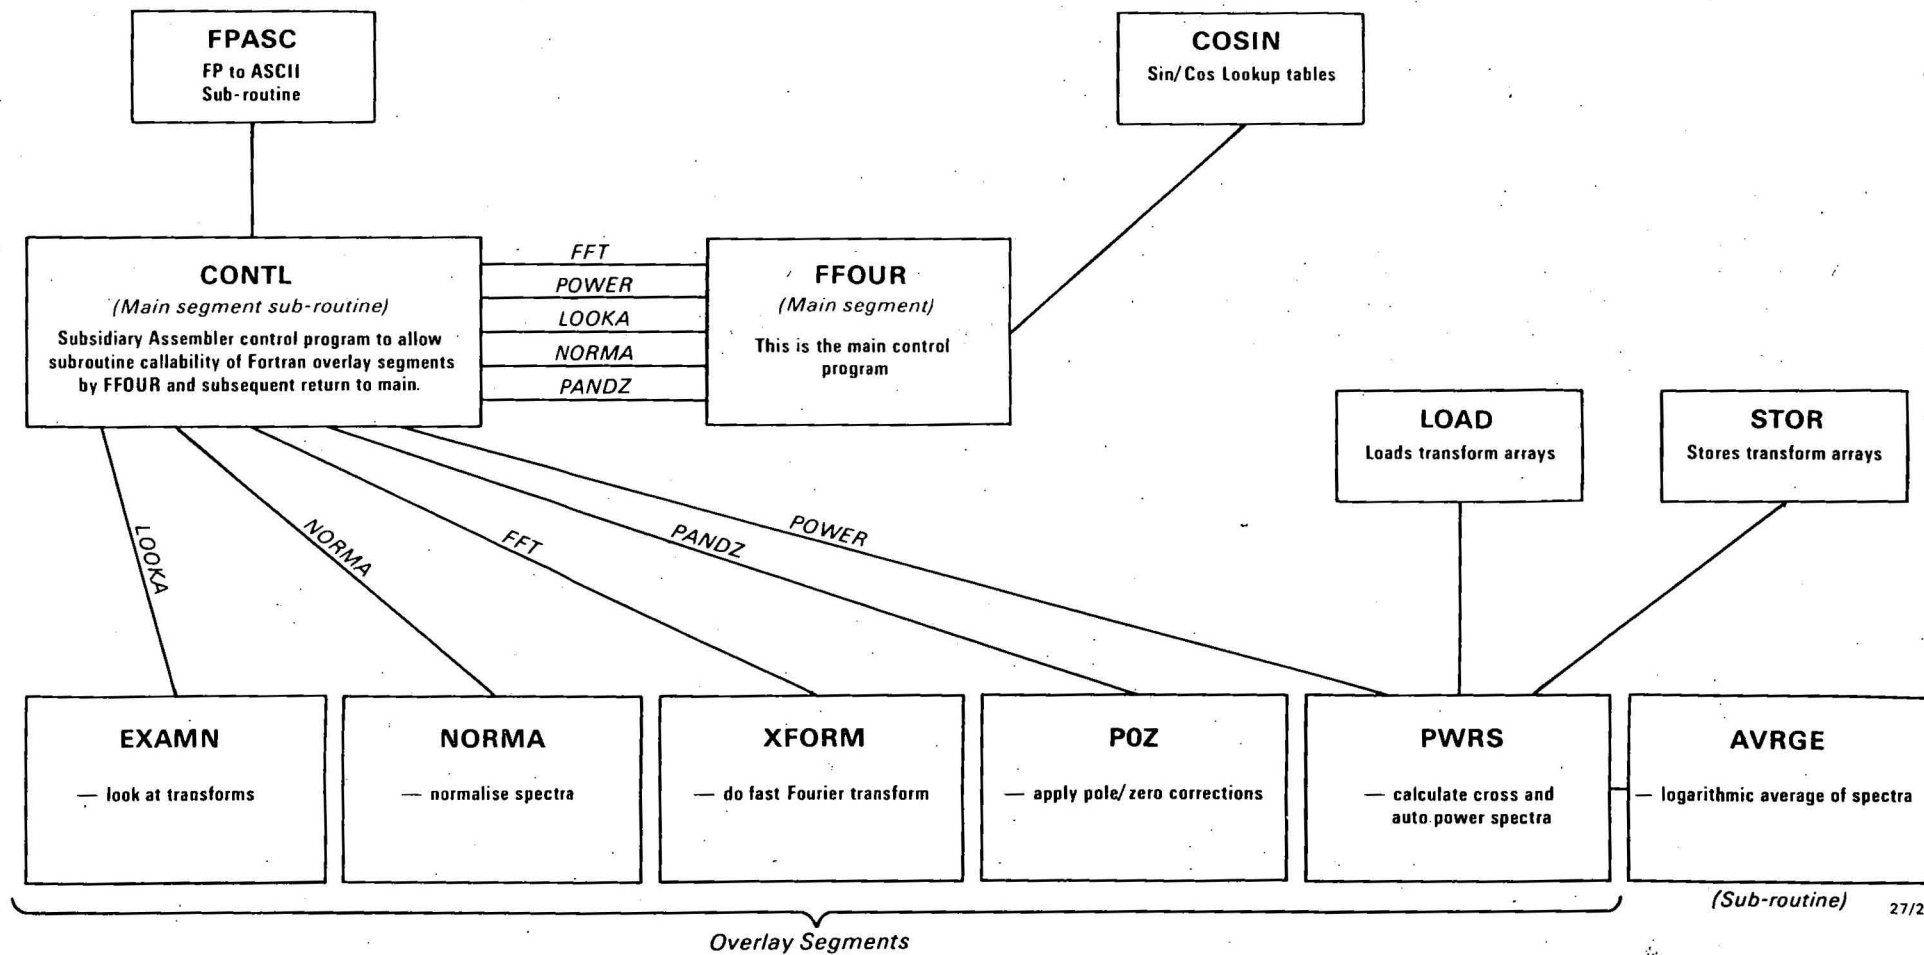 FPASC
FP to ASCII
Sub-routine
COSIN
Sin/Cos Lookup tables
CONTL
(Main segment sub-routine)
Subsidiary Assembler control program to allow
subroutine callability of Fortran overlay segments
by FFOUR and subsequent return to main.
FFT
POWER
LOOKA
NORMA
PANDZ
FFOUR
(Main segment)
This is the main control
program
LOAD
Loads transform arrays
STOR
Stores transform arrays
LOOKA
NORMA
FFT
PANDZ
POWER
EXAMN
— look at transforms
NORMA
— normalise spectra
XFORM
— do fast Fourier transform
P0Z
— apply pole/zero corrections
PWRS
— calculate cross and
auto power spectra
AVRGE
— logarithmic average of spectra
(Sub-routine)
27/2
Overlay Segments